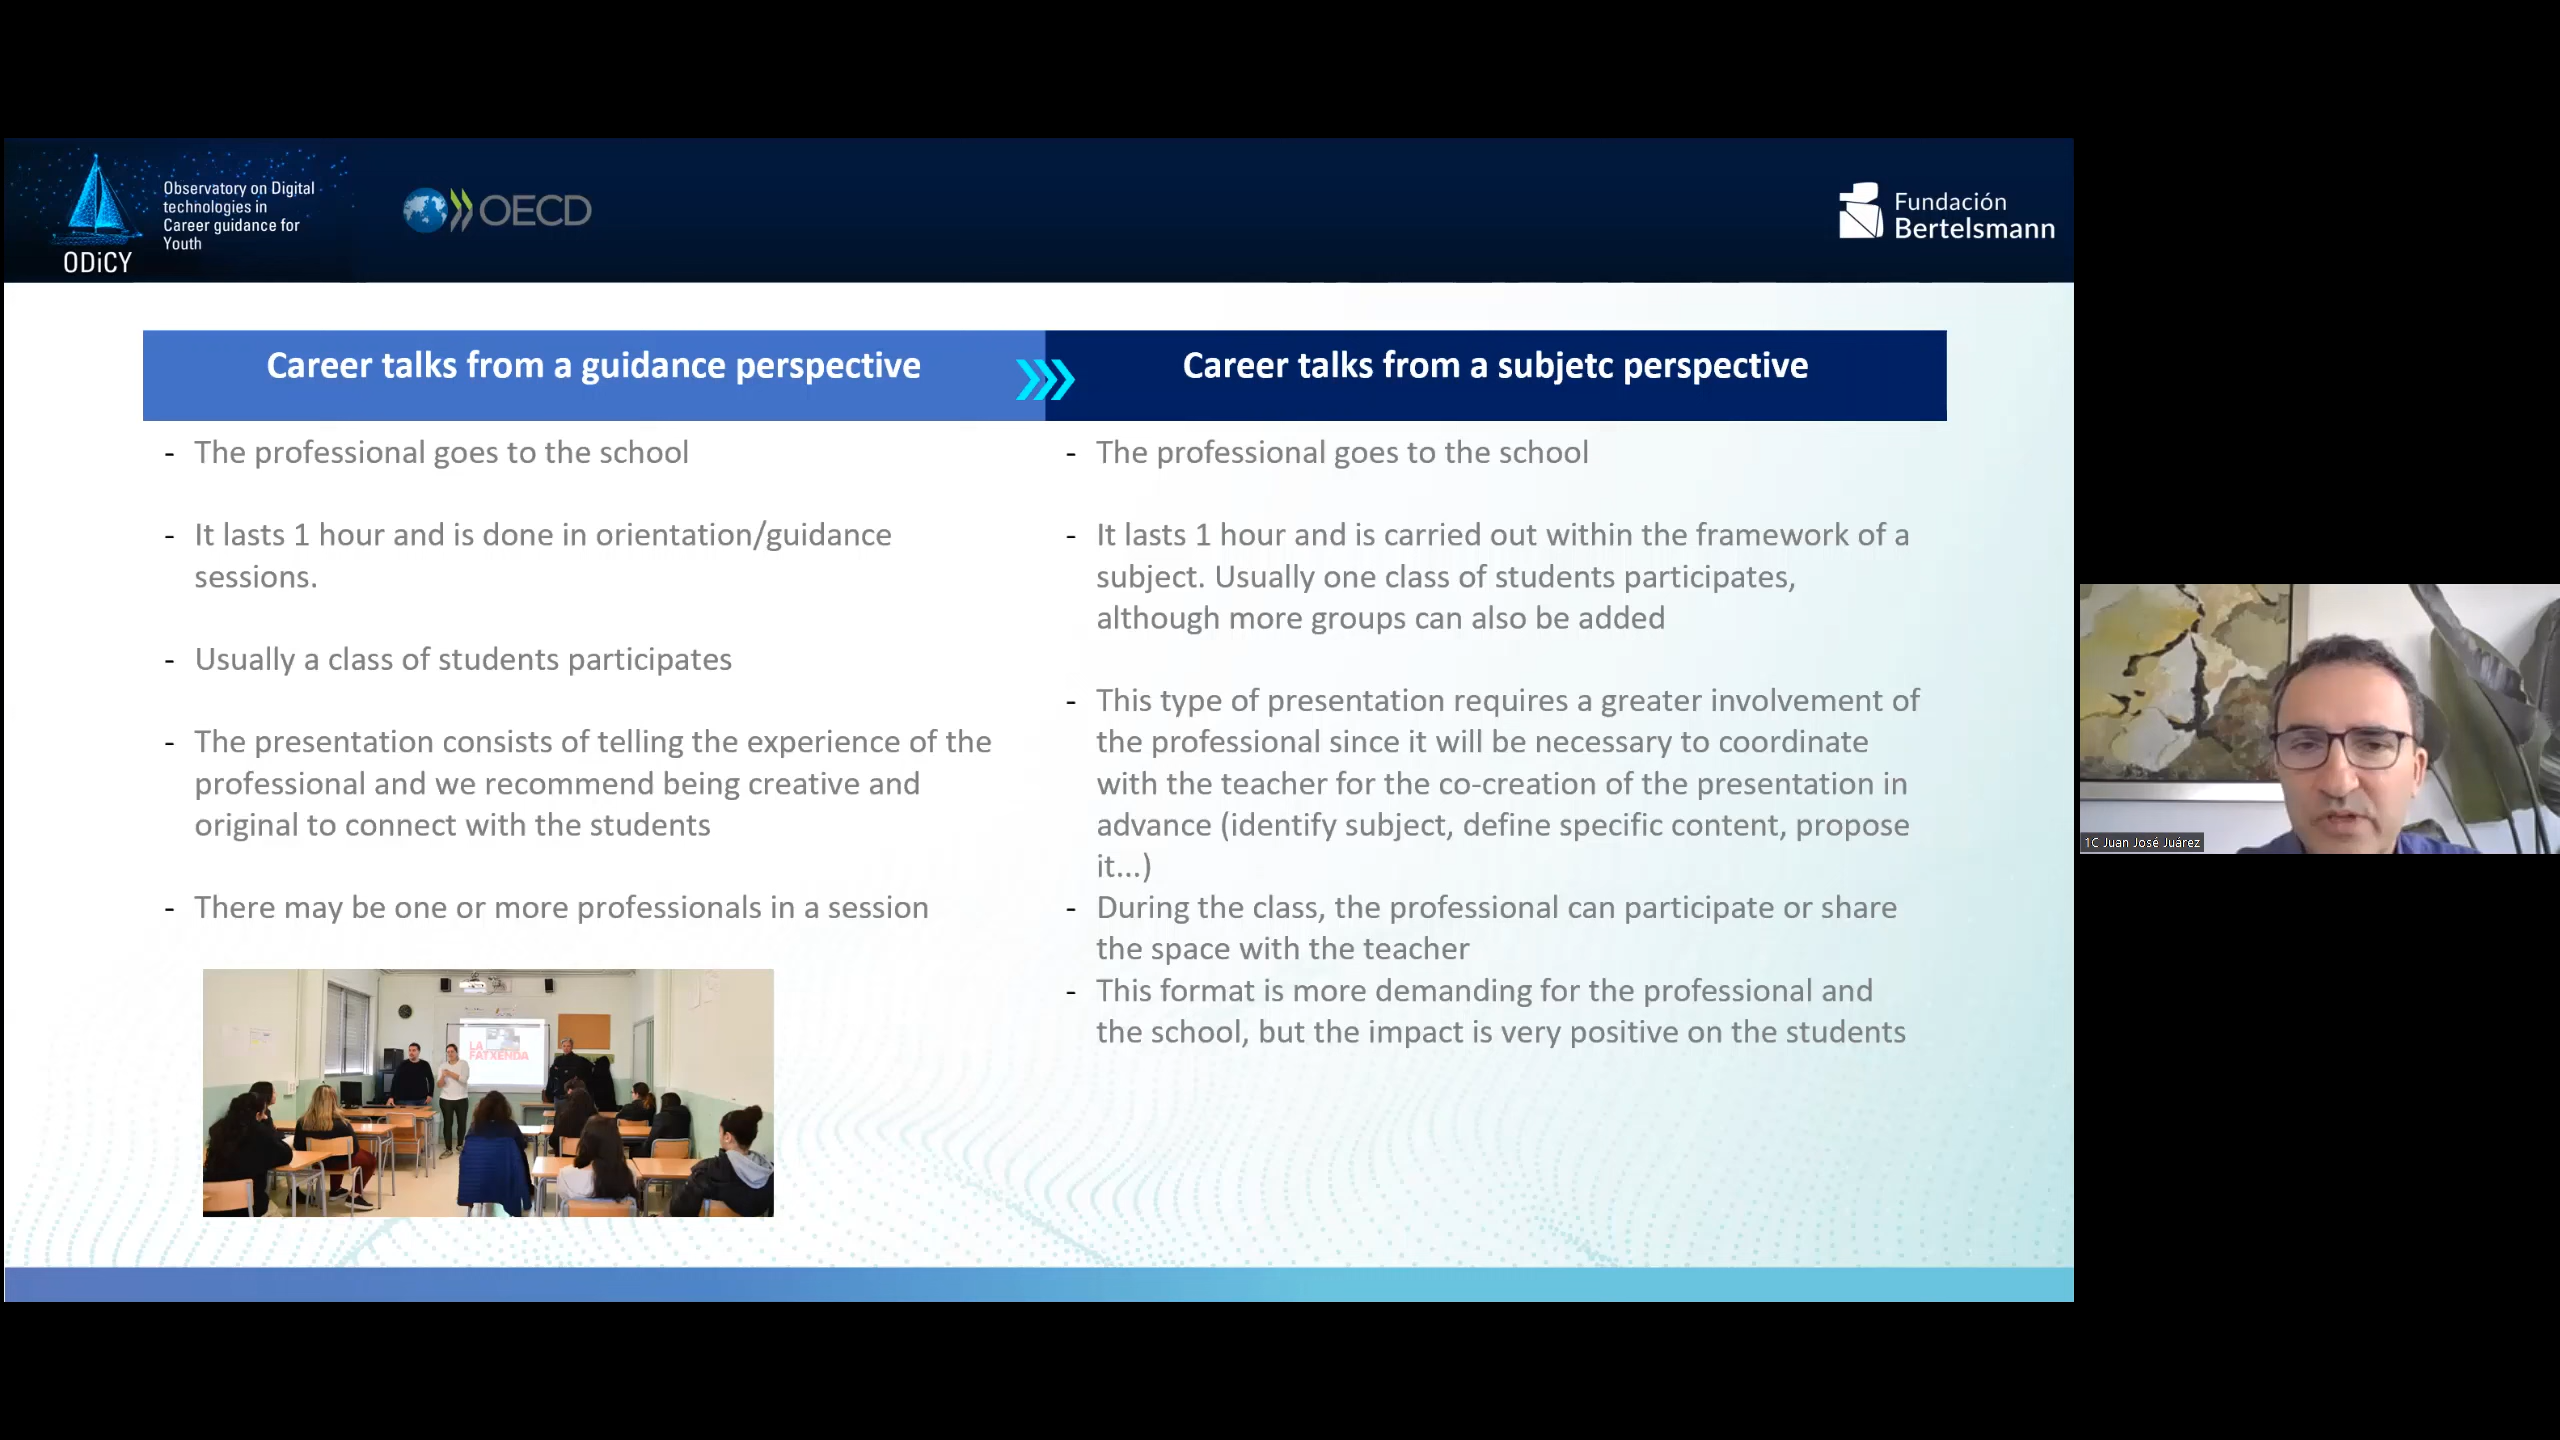 Observatory on Digital
technologies in
Career guidance for
Youth
ODiCY
OECD
Fundación
Bertelsmann
Career talks from a guidance perspective
- The professional goes to the school
- It lasts 1 hour and is done in orientation/guidance
sessions.
- Usually a class of students participates
- The presentation consists of telling the experience of the
professional and we recommend being creative and
original to connect with the students
- There may be one or more professionals in a session
LA
FATXENDA
Career talks from a subjetc perspective
- The professional goes to the school
- It lasts 1 hour and is carried out within the framework of a
subject. Usually one class of students participates,
although more groups can also be added
- This type of presentation requires a greater involvement of
the professional since it will be necessary to coordinate
with the teacher for the co-creation of the presentation in
advance (identify subject, define specific content, propose
it...)
- During the class, the professional can participate or share
the space with the teacher
- This format is more demanding for the professional and
the school, but the impact is very positive on the students
1C Juan José Juárez